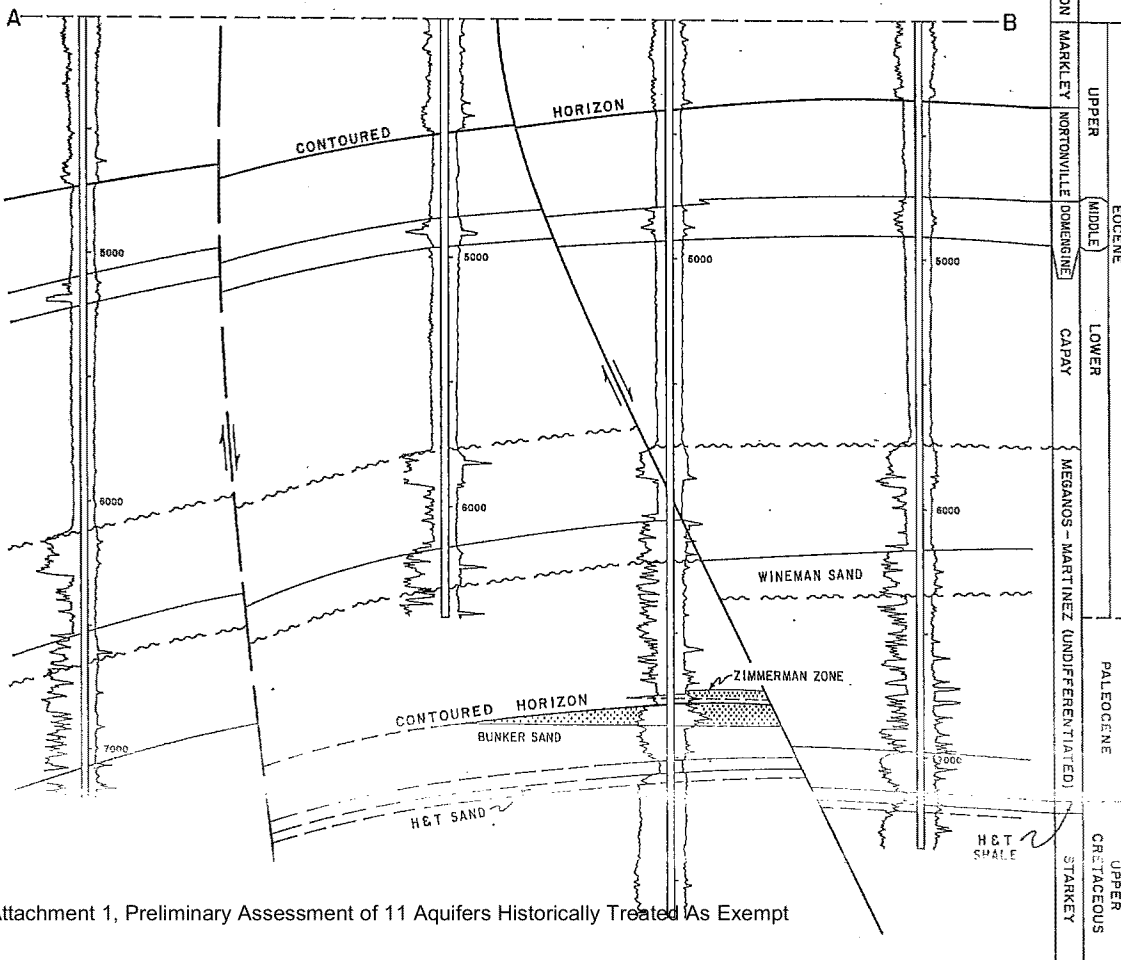 A
B
ON
MARKLEY
UPPER
CONTOURED HORIZON
NORTONVILLE
DOMENGINE
MIDDLE
EOCENE
5000
5000
5000
5000
CAPAY
LOWER
6000
6000
6000
MEGANOS - MARTINEZ (UNDIFFERENTIATED)
WINEMAN SAND
PALEOCENE
ZIMMERMAN ZONE
CONTOURED HORIZON
BUNKER SAND
7000
7000
H&T SAND
H&T
SHALE
STARKEY
UPPER
CRETACEOUS
Attachment 1, Preliminary Assessment of 11 Aquifers Historically Treated As Exempt